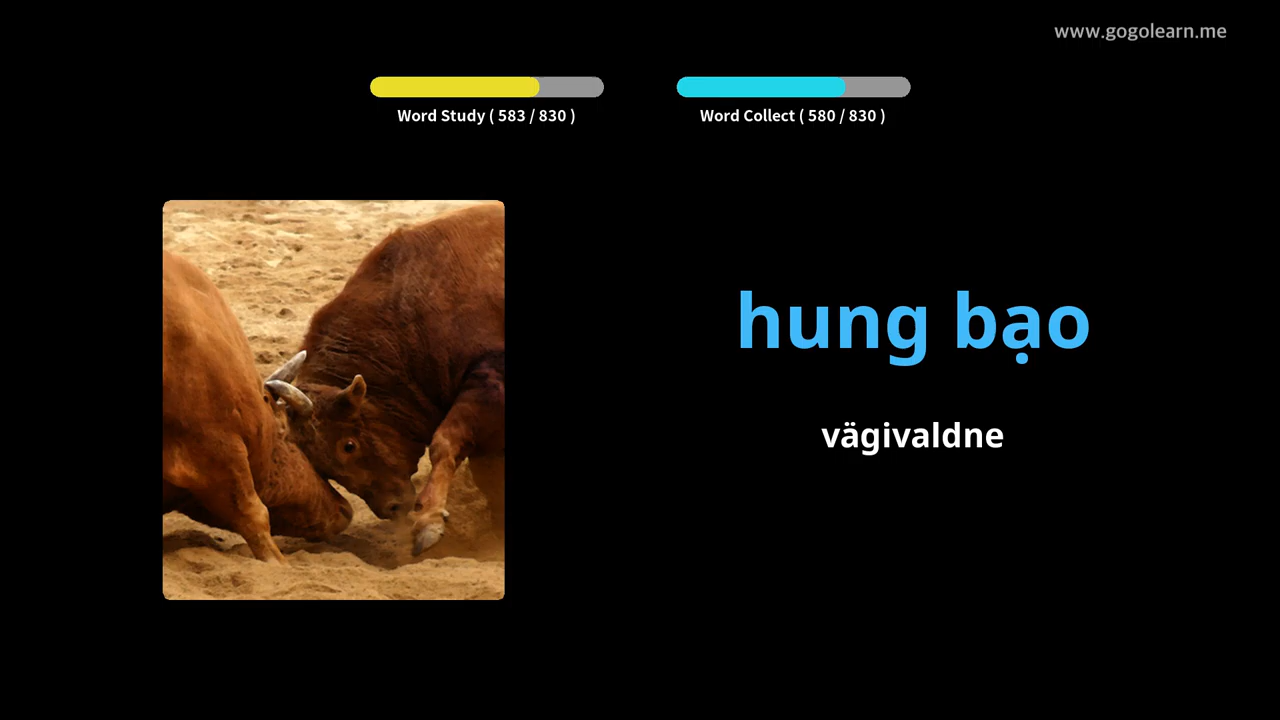 www.gogolearn.me
Word Study ( 583 / 830 )
Word Collect ( 580 / 830 )
hung bạo
vägivaldne